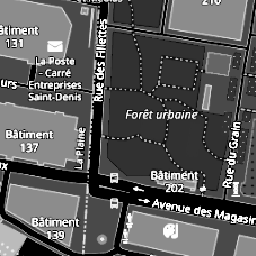 210
Bâtiment
131
La Poste
Carré
Entreprises
Saint-Denis
Rue des Fillettes
Forêt urbaine
Bâtiment
137
La Plaine
Rue du Grain
Bâtiment
202
Avenue des Magasin
Bâtiment
139